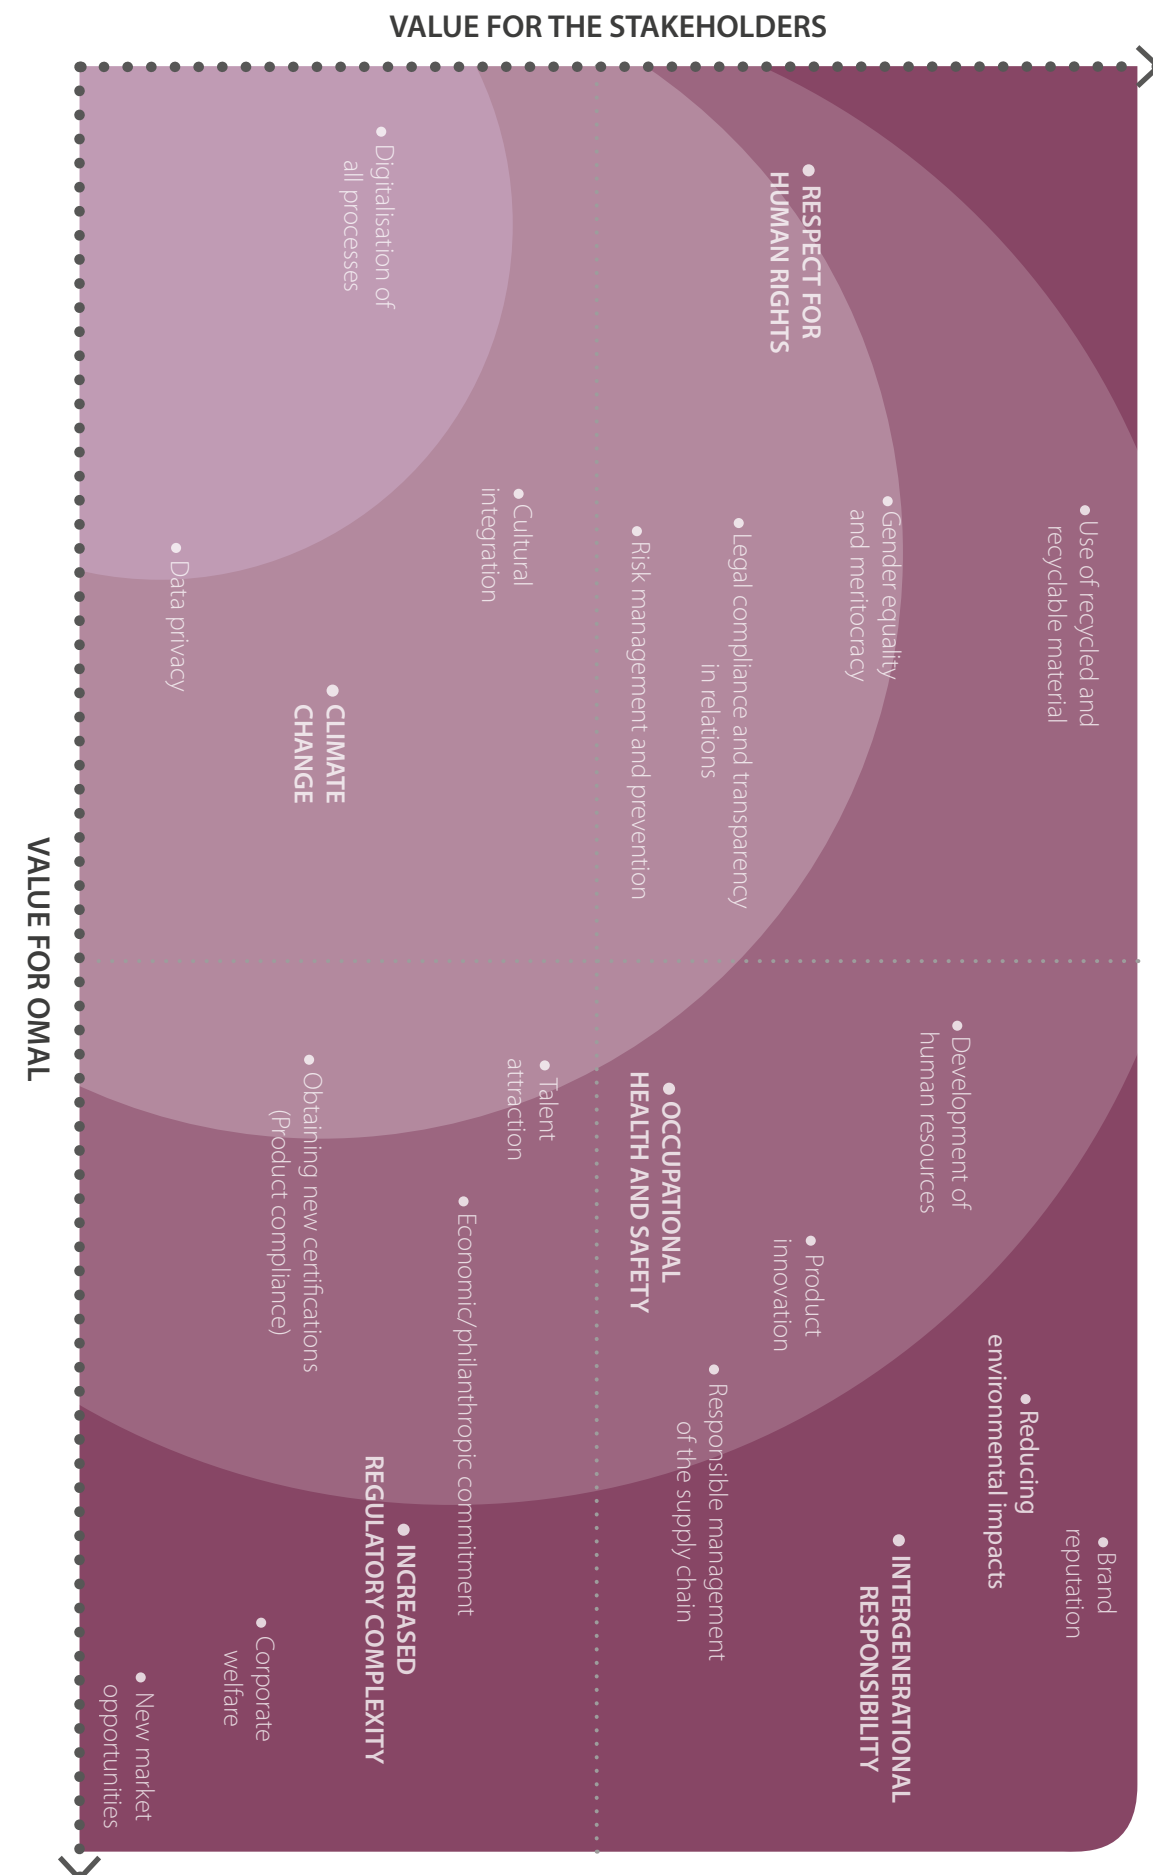 VALUE FOR THE STAKEHOLDERS
Digitalisation of
all processes
RESPECT FOR
HUMAN RIGHTS
Use of recycled and
recyclable material
Gender equality
and meritocracy
Legal compliance and transparency
in relations
Risk management and prevention
Cultural
integration
Data privacy
CLIMATE
CHANGE
Development of
human resources
OCCUPATIONAL
HEALTH AND SAFETY
Talent
attraction
Obtaining new certifications
(Product compliance)
Product
innovation
Economic/philanthropic commitment
Responsible management
of the supply chain
Reducing
environmental impacts
Brand
reputation
INTERGENERATIONAL
RESPONSIBILITY
INCREASED
REGULATORY COMPLEXITY
Corporate
welfare
New market
opportunities
VALUE FOR OMAL